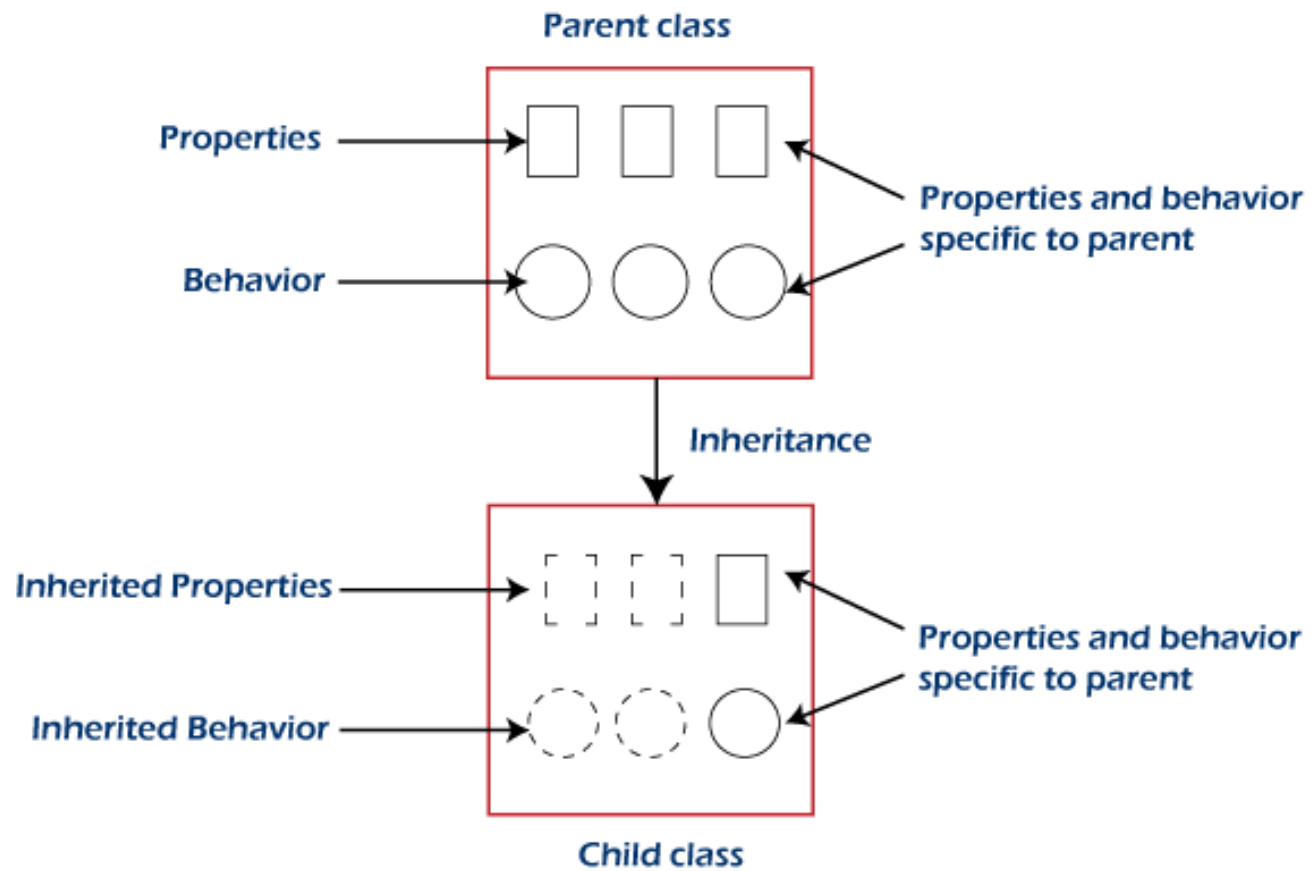 Parent class
Properties
Properties and behavior
specific to parent
Behavior
Inheritance
Inherited Properties
Properties and behavior
specific to parent
Inherited Behavior
Child class